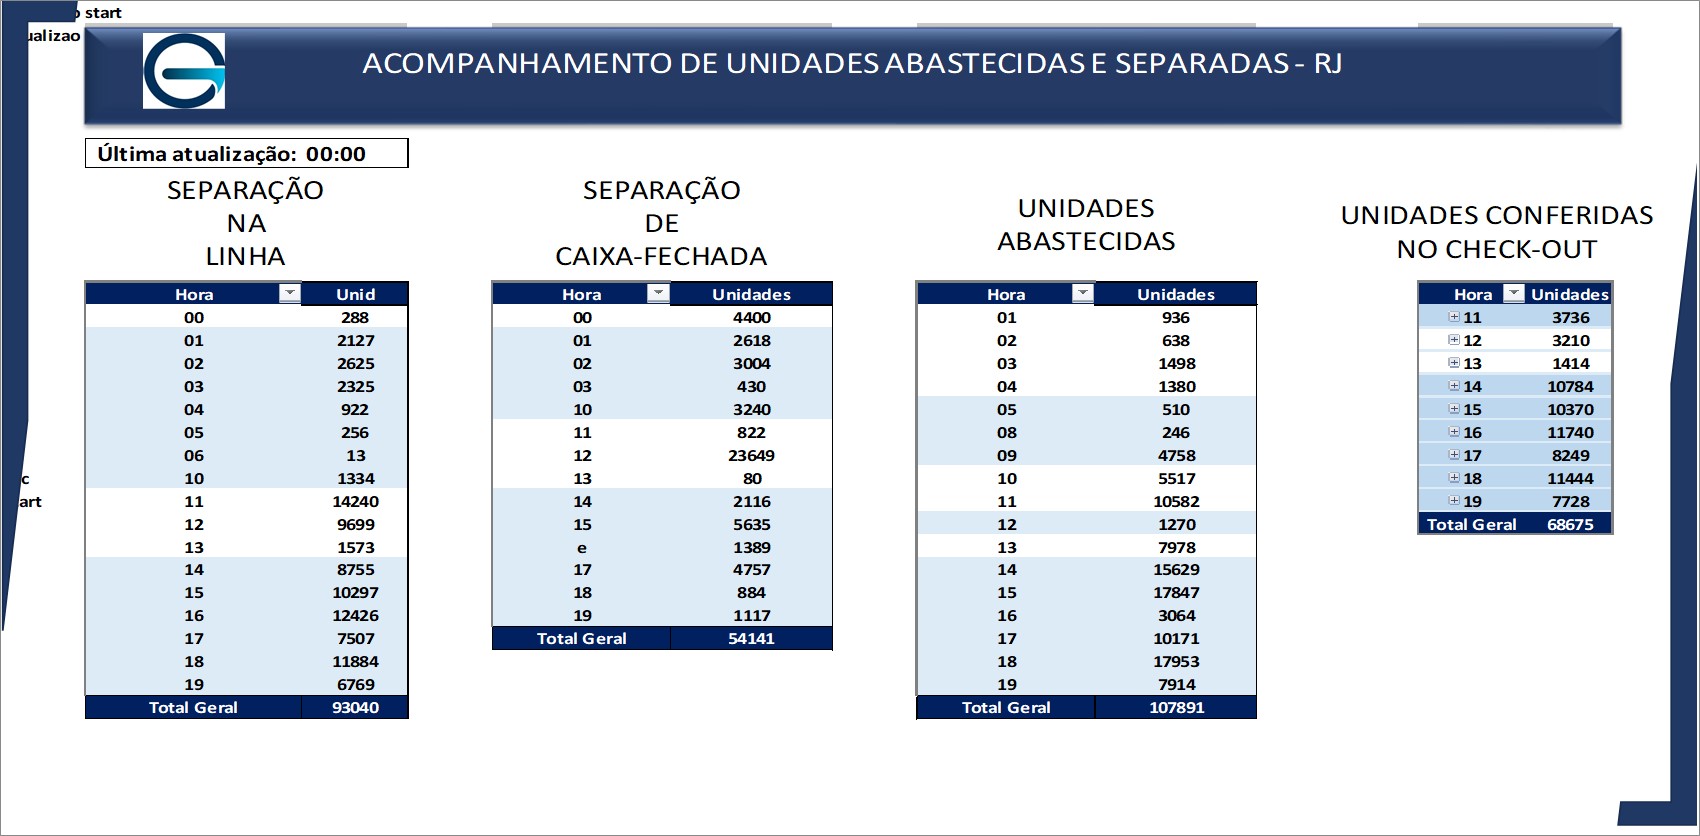 start
ualizao
ACOMPANHAMENTO DE UNIDADES ABASTECIDAS E SEPARADAS - RJ
Última atualização: 00:00
SEPARAÇÃO
NA
LINHA
Hora Unid
00 288
01 2127
02 2625
03 2325
04 922
05 256
06 13
10 1334
11 14240
12 9699
13 1573
14 8755
15 10297
16 12426
17 7507
18 11884
19 6769
Total Geral 93040
SEPARAÇÃO
DE
CAIXA-FECHADA
Hora Unidades
00 4400
01 2618
02 3004
03 430
10 3240
11 822
12 23649
13 80
14 2116
15 5635
e 1389
17 4757
18 884
19 1117
Total Geral 54141
UNIDADES
ABASTECIDAS
Hora Unidades
01 936
02 638
03 1498
04 1380
05 510
08 246
09 4758
10 5517
11 10582
12 1270
13 7978
14 15629
15 17847
16 3064
17 10171
18 17953
19 7914
Total Geral 107891
UNIDADES CONFERIDAS
NO CHECK-OUT
Hora Unidades
11 3736
12 3210
13 1414
14 10784
15 10370
16 11740
17 8249
18 11444
19 7728
Total Geral 68675
c
art